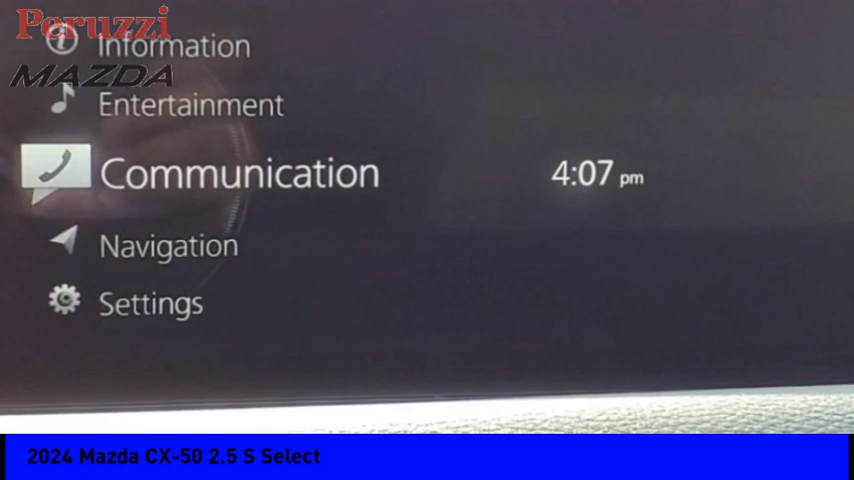 Peruzzi
Information
MAZDA
Entertainment
Communication
4:07 pm
Navigation
Settings
2024 Mazda CX-50 2.5 S Select